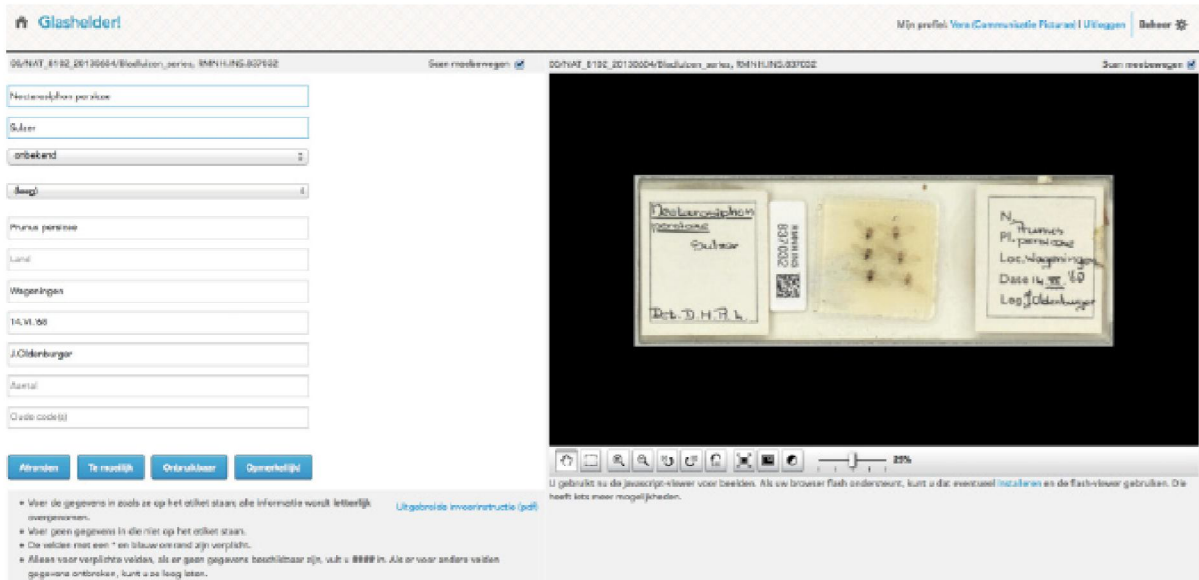 Glashelder!
Mijn profiel: Vera (Communicatie Picturae) | Uitloggen Beheer
00/NAT_8192_20130604/Bladluizen_series, RMNH.INS.837032 Scan meebewegen
00/NAT_8192_20130604/Bladluizen_series, RMNH.INS.837032 Scan meebewegen
Nectarosiphon persicae
Sulzer
onbekend
(leeg)
Prunus persicae
Land
Wageningen
14.VI.'68
J.Oldenburger
Aantal
Oude code(s)
Afronden Te moeilijk Onbruikbaar Opmerkelijk!
Nectarosiphon
persicae
Sulzer
Det. D.H.R.L.
RMNH.INS
837032
N.
Prunus
Pl. persicae
Loc. Wageningen
Date 14 VI.
Leg. J Oldenburger
25%
U gebruikt nu de javascript-viewer voor beelden. Als uw browser flash ondersteunt, kunt u dat eventueel installeren en de flash-viewer gebruiken. Die
heeft iets meer mogelijkheden.
Voer de gegevens in zoals ze op het etiket staan; alle informatie wordt letterlijk
overgenomen.
Voer geen gegevens in die niet op het etiket staan.
De velden met een * en blauw omrand zijn verplicht.
Alleen voor verplichte velden, als er geen gegevens beschikbaar zijn, vult u #### in. Als er voor andere velden
gegevens ontbreken, kunt u ze leeg laten.
Uitgebreide invoerinstructie (pdf)